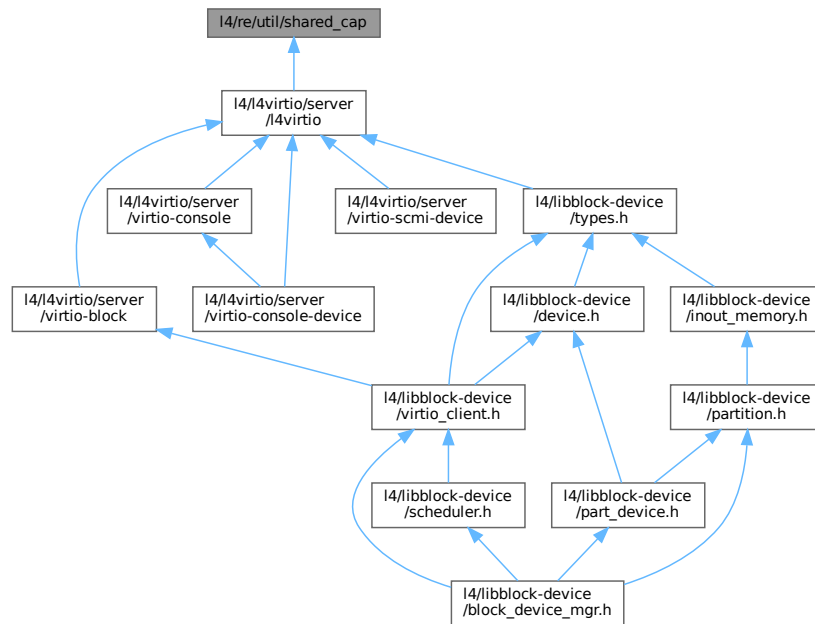 l4/re/util/shared_cap
l4/l4virtio/server
/l4virtio
l4/l4virtio/server
/virtio-console
l4/l4virtio/server
/virtio-scmi-device
l4/libblock-device
/types.h
l4/l4virtio/server
/virtio-block
l4/l4virtio/server
/virtio-console-device
l4/libblock-device
/device.h
l4/libblock-device
/inout_memory.h
l4/libblock-device
/virtio_client.h
l4/libblock-device
/partition.h
l4/libblock-device
/scheduler.h
l4/libblock-device
/part_device.h
l4/libblock-device
/block_device_mgr.h